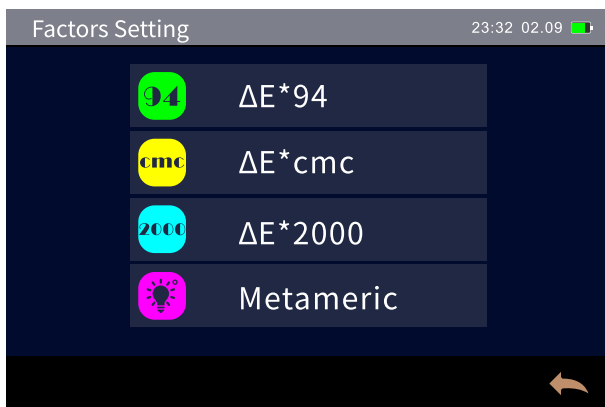 Factors Setting 23:32 02.09
94 ΔE*94
cmc ΔE*cmc
2000 ΔE*2000
Metameric